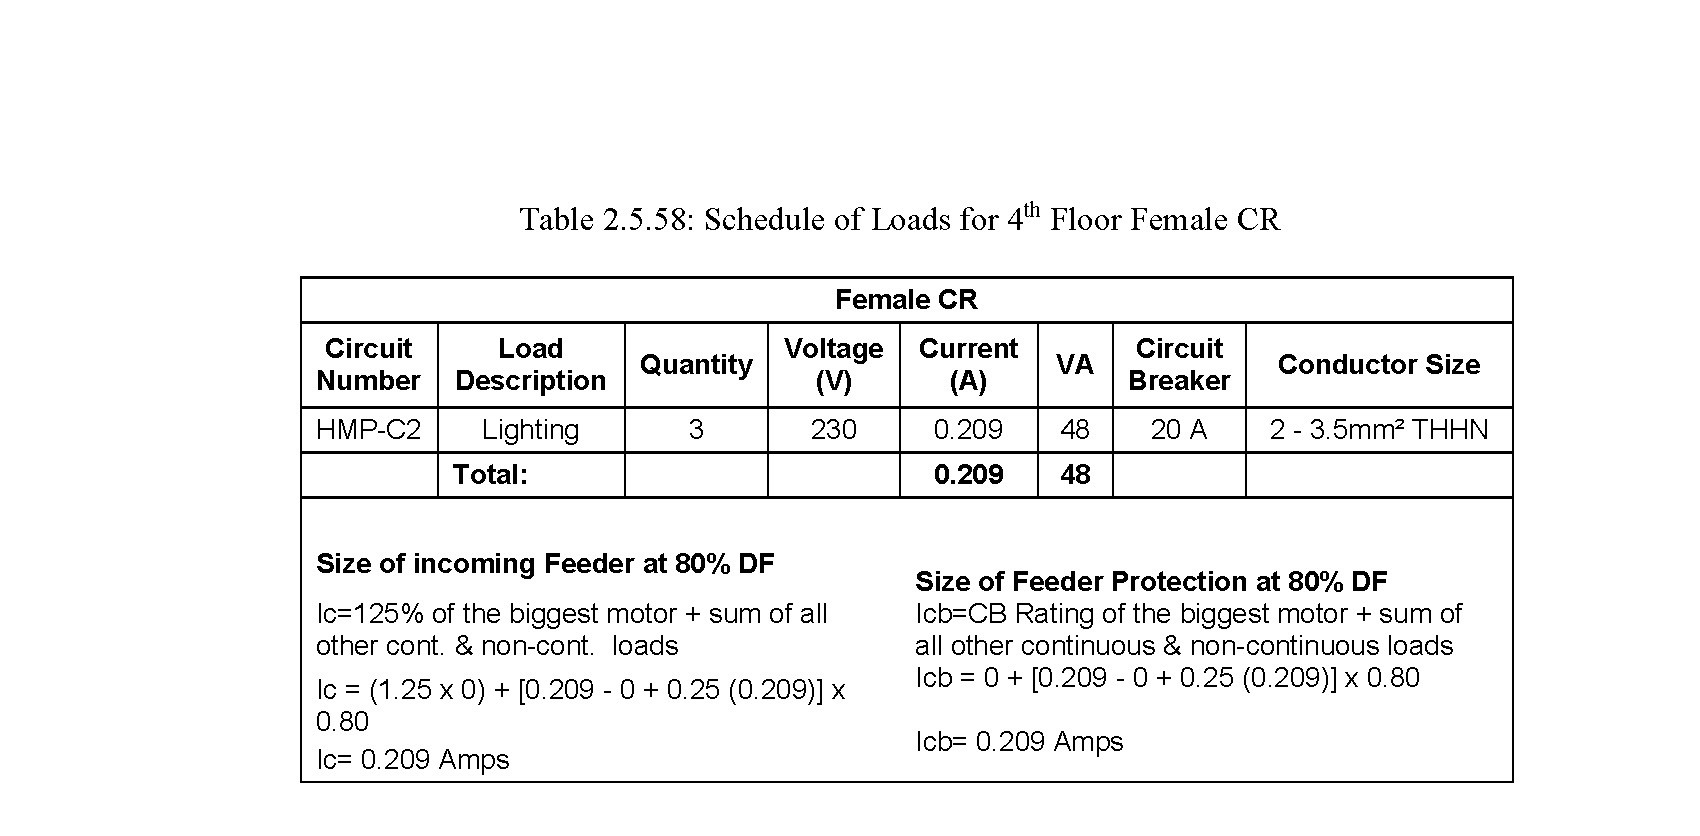 Table 2.5.58: Schedule of Loads for 4th Floor Female CR
Female CR
Circuit Number Load Description Quantity Voltage (V) Current (A) VA Circuit Breaker Conductor Size
HMP-C2 Lighting 3 230 0.209 48 20 A 2 - 3.5mm² THHN
Total: 0.209 48
Size of incoming Feeder at 80% DF
Ic=125% of the biggest motor + sum of all
other cont. & non-cont. loads
Ic = (1.25 x 0) + [0.209 - 0 + 0.25 (0.209)] x
0.80
Ic= 0.209 Amps
Size of Feeder Protection at 80% DF
Icb=CB Rating of the biggest motor + sum of
all other continuous & non-continuous loads
Icb = 0 + [0.209 - 0 + 0.25 (0.209)] x 0.80
Icb= 0.209 Amps